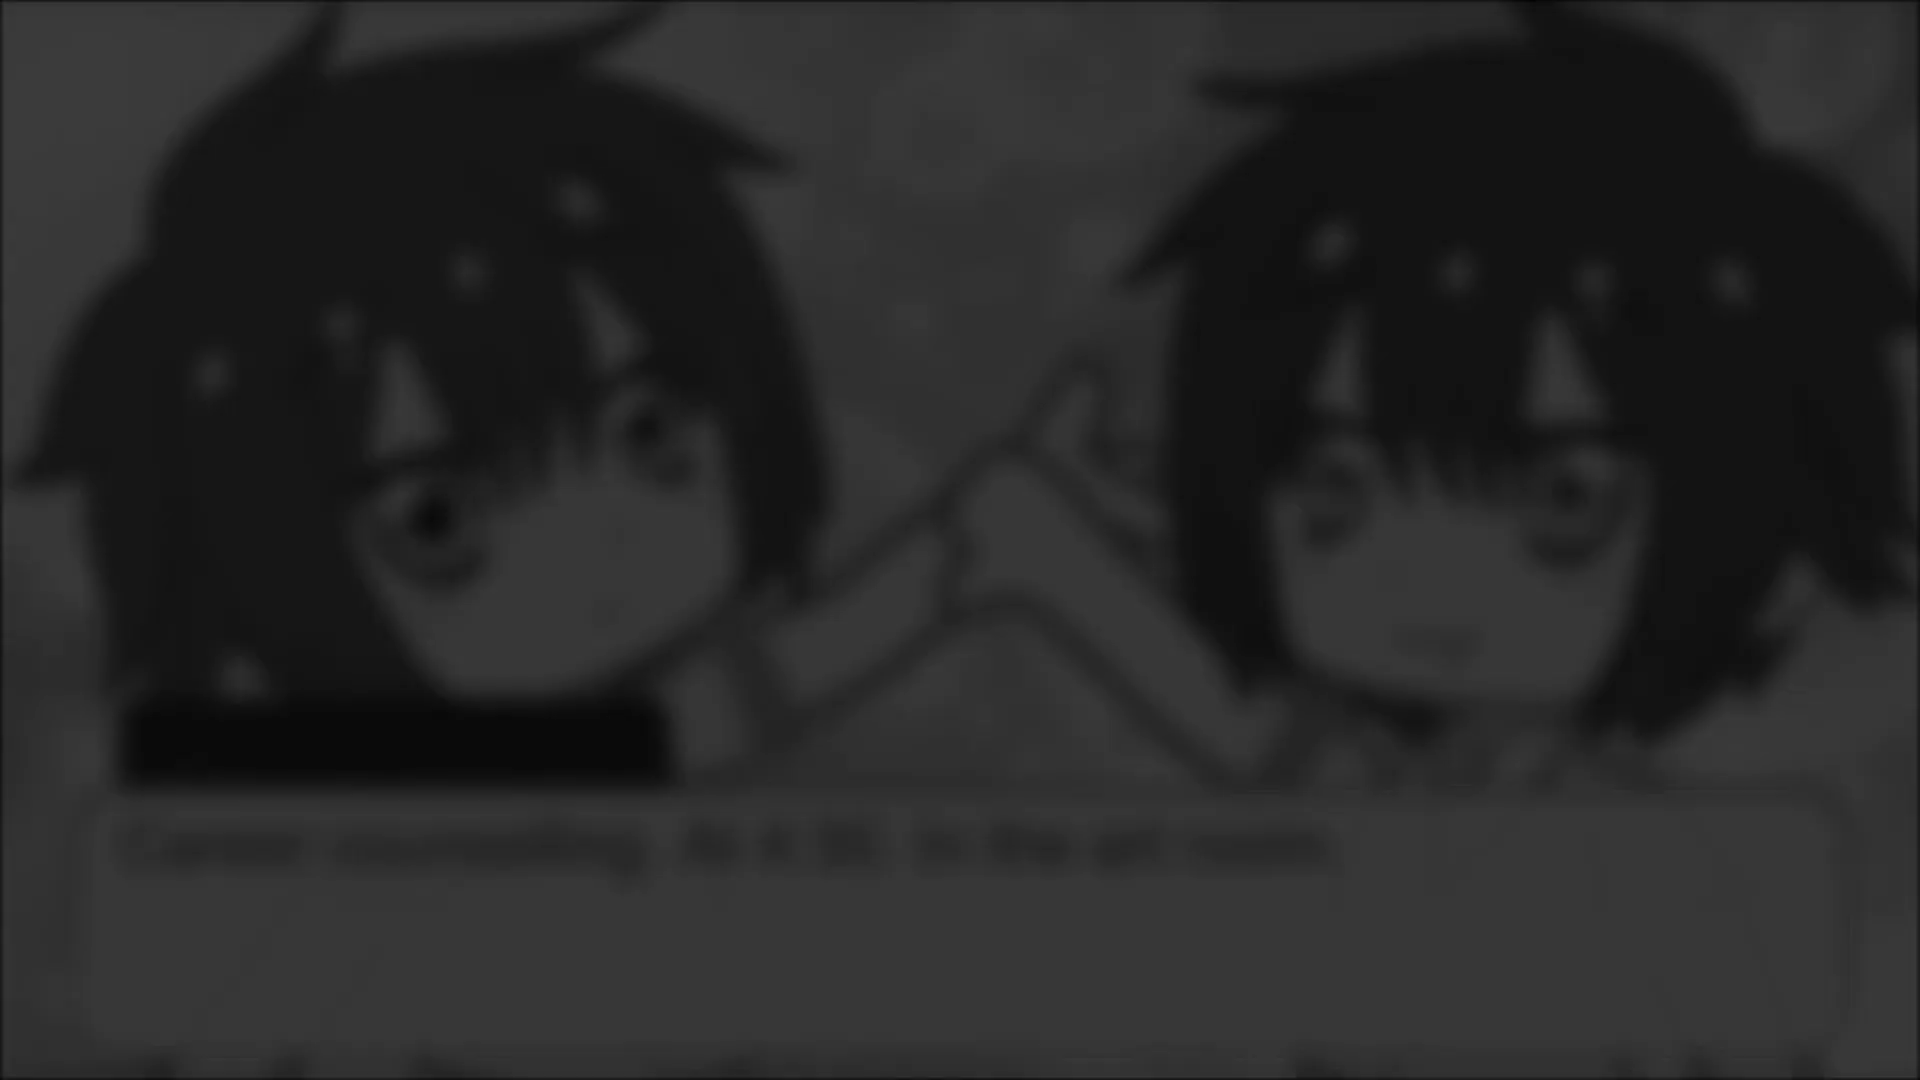 Career counseling. At 4:30. In the art room.